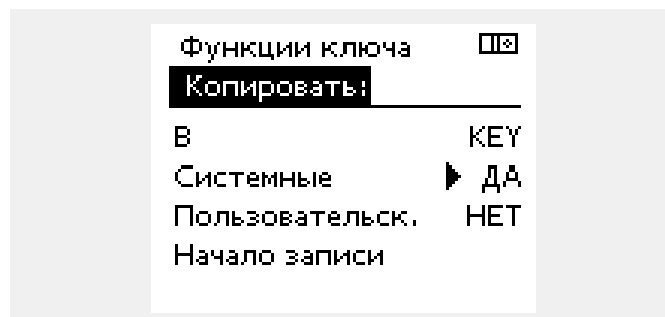 Функции ключа
Копировать:
В KEY
Системные ДА
Пользовательск. НЕТ
Начало записи